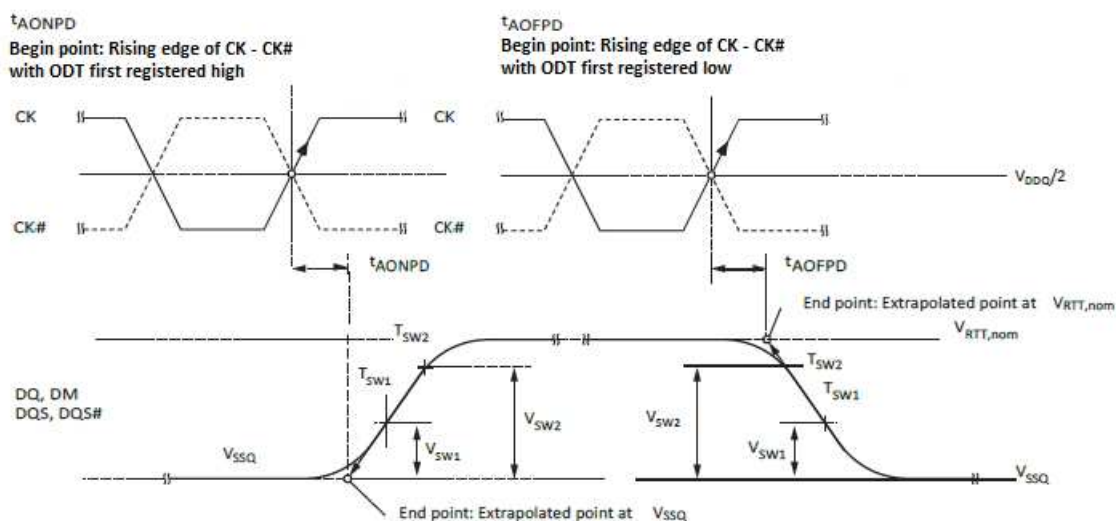 tAONPD
Begin point: Rising edge of CK - CK#
with ODT first registered high
tAOFPD
Begin point: Rising edge of CK - CK#
with ODT first registered low
CK
CK
VDDQ/2
CK#
CK#
tAONPD
tAOFPD
End point: Extrapolated point at VRTT,nom
TSW2
VRTT,nom
TSW2
TSW1
TSW1
DQ, DM
DQS, DQS#
VSW2
VSW2
VSSQ
VSW1
VSW1
VSSQ
End point: Extrapolated point at VSSQ